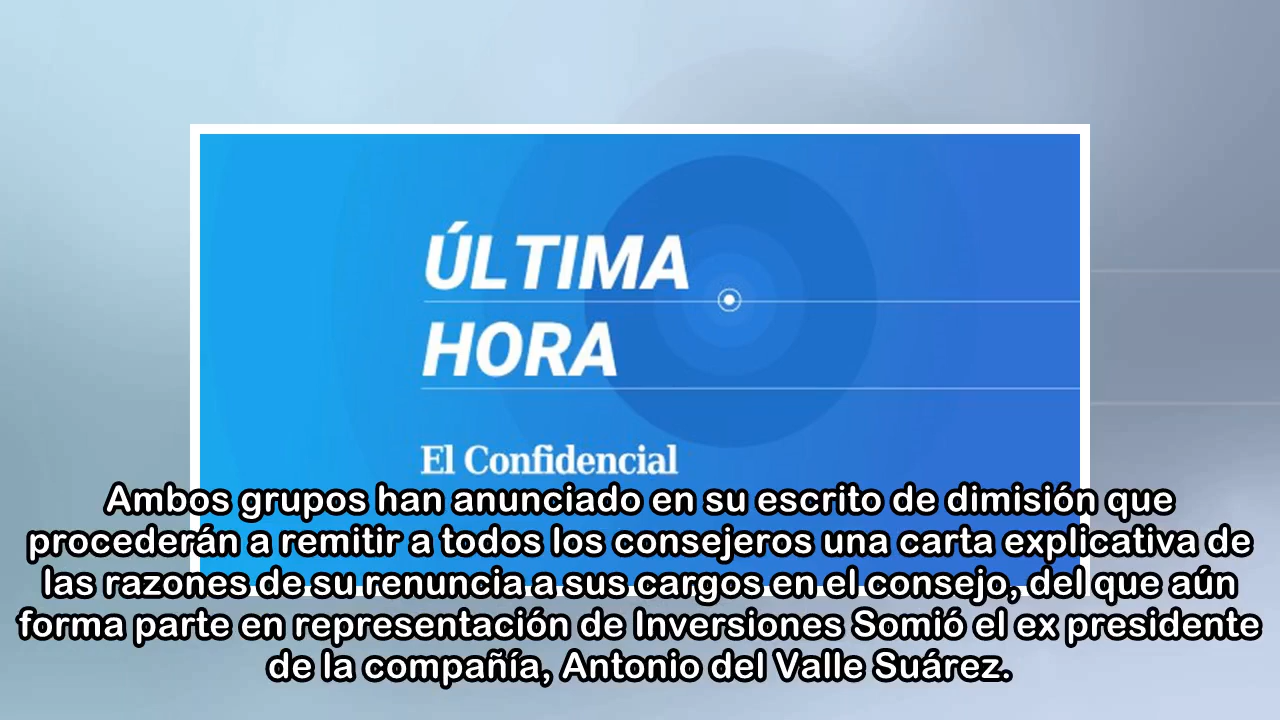 ÚLTIMA
HORA
El Confidencial
Ambos grupos han anunciado en su escrito de dimisión que
procederán a remitir a todos los consejeros una carta explicativa de
las razones de su renuncia a sus cargos en el consejo, del que aún
forma parte en representación de Inversiones Somió el ex presidente
de la compañía, Antonio del Valle Suárez.